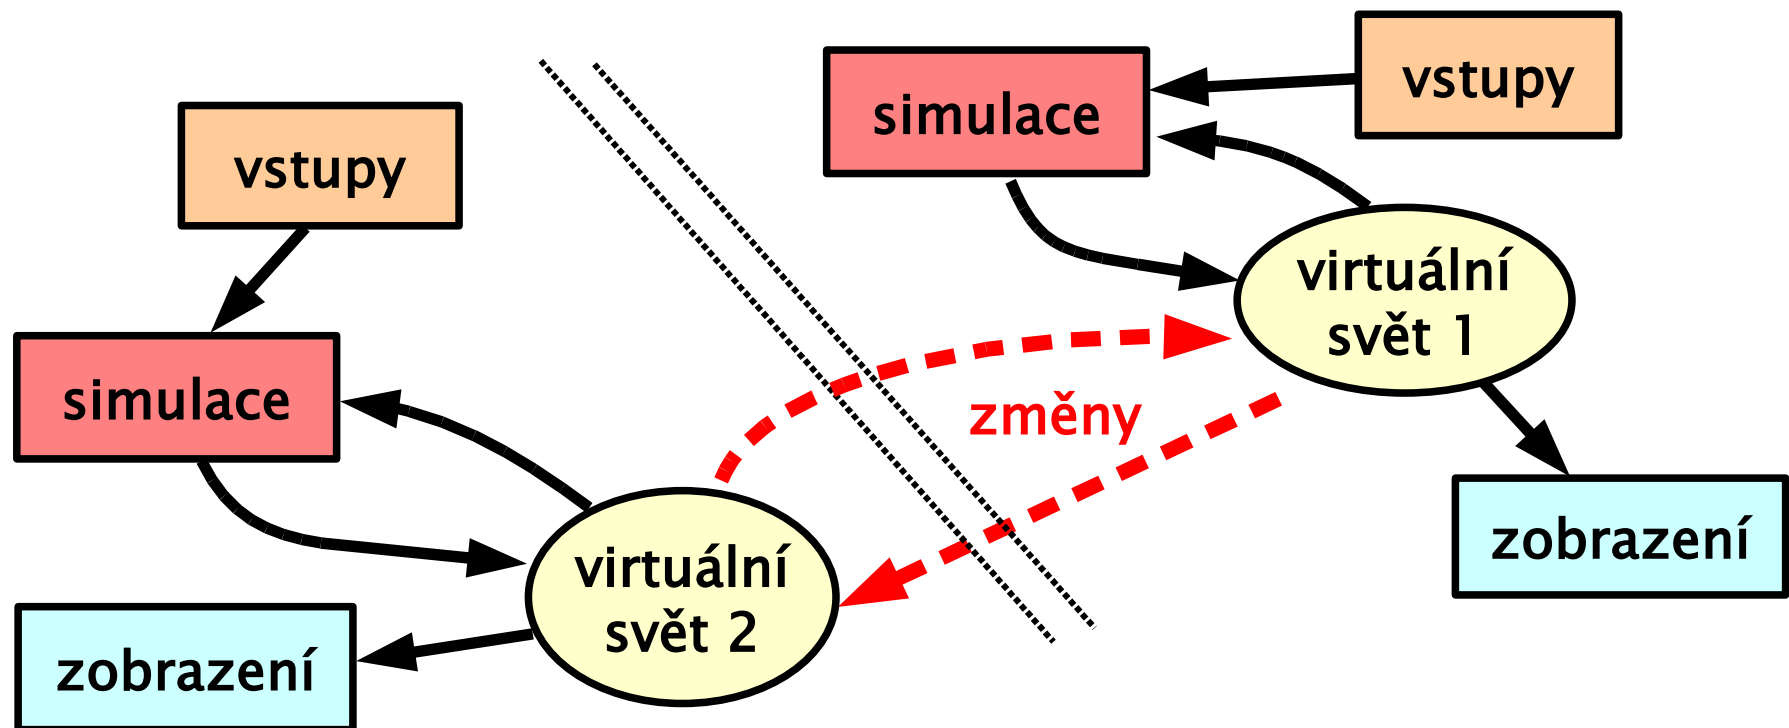 vstupy
simulace
virtuální
svět 2
zobrazení
změny
simulace
vstupy
virtuální
svět 1
zobrazení